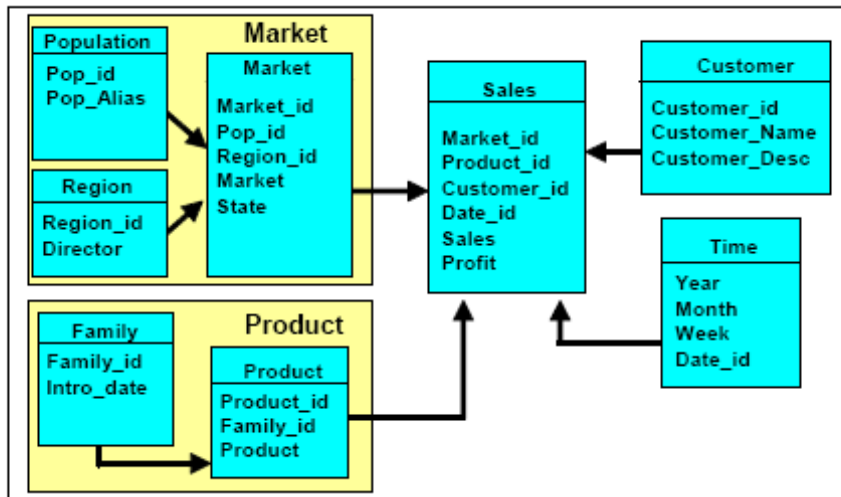 Market
Population
Pop_id
Pop_Alias
Region
Region_id
Director
Market
Market_id
Pop_id
Region_id
Market
State
Product
Family
Family_id
Intro_date
Product
Product_id
Family_id
Product
Sales
Market_id
Product_id
Customer_id
Date_id
Sales
Profit
Customer
Customer_id
Customer_Name
Customer_Desc
Time
Year
Month
Week
Date_id